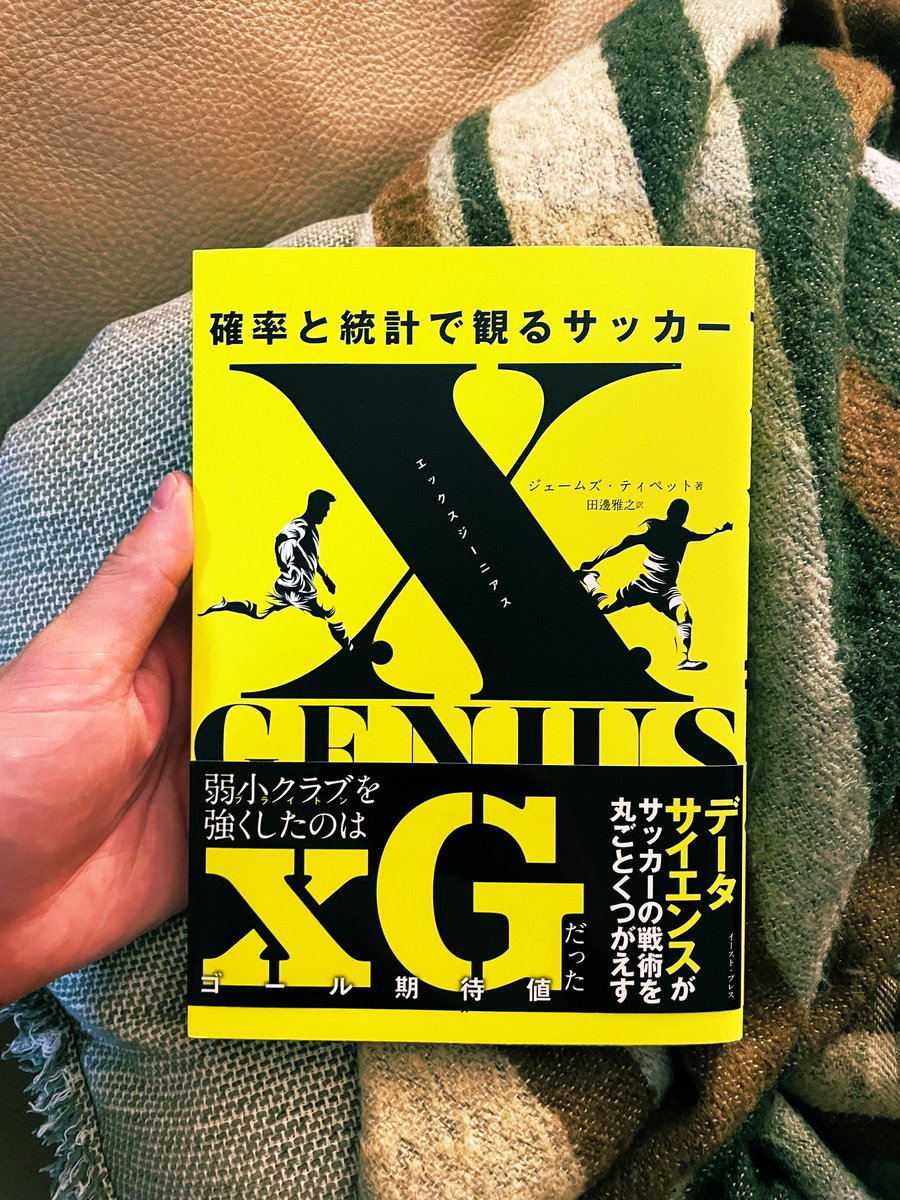 確率と統計で観るサッカー
X
エックスジーニアス
ジェームズ・ティペット著
田邊雅之訳
GENIUS
弱小クラブを
ブライトン
強くしたのは
xG
だった
ゴール期待値
データ
サイエンスが
サッカーの戦術を
丸ごとくつがえす
イースト・プレス